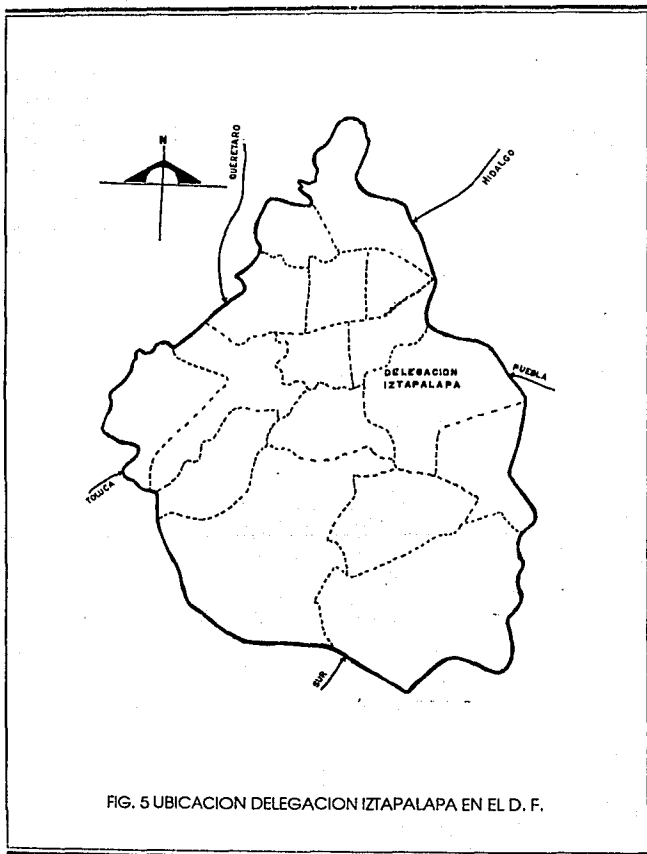 N
QUERETARO
HIDALGO
DELEGACION
IZTAPALAPA
PUEBLA
TOLUCA
SUR
FIG. 5 UBICACION DELEGACION IZTAPALAPA EN EL D. F.